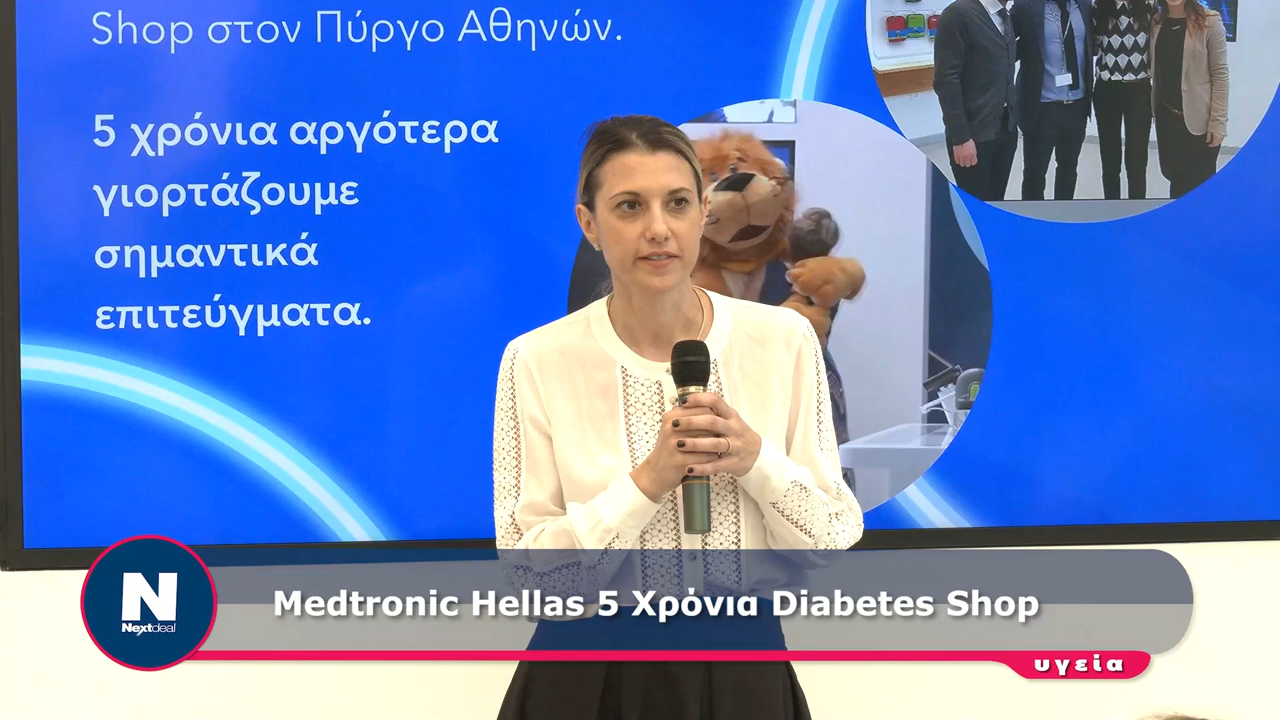 Shop στον Πύργο Αθηνών.
5 χρόνια αργότερα
γιορτάζουμε
σημαντικά
επιτεύγματα.
N
Nextdeal
Medtronic Hellas 5 Χρόνια Diabetes Shop
υγεία